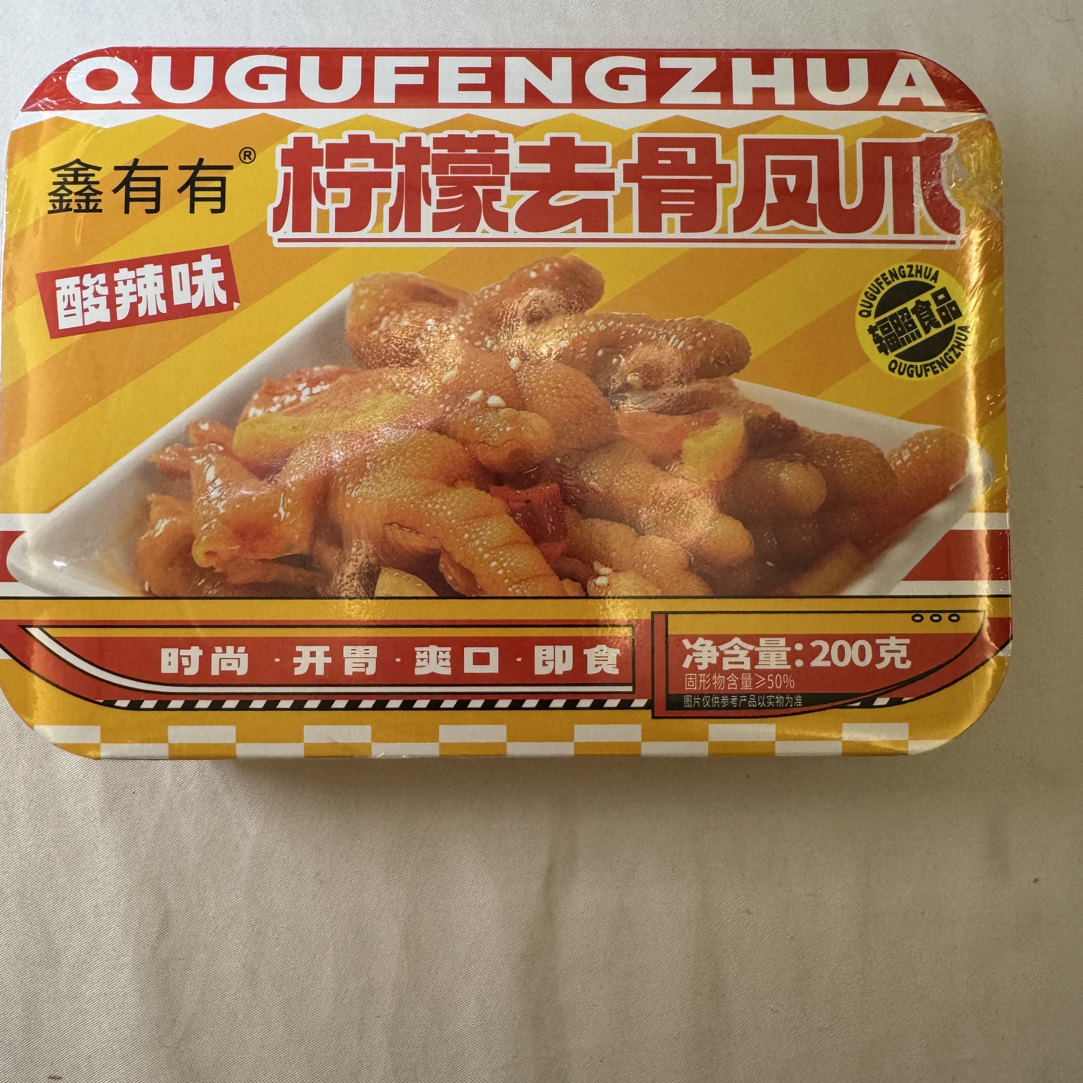 QUGUFENGZHUA
鑫有有®
柠檬去骨凤爪
酸辣味
QUGUFENGZHUA
辐照食品
QUGUFENGZHUA
时尚·开胃·爽口·即食
净含量:200克
固形物含量≥50%
图片仅供参考产品以实物为准